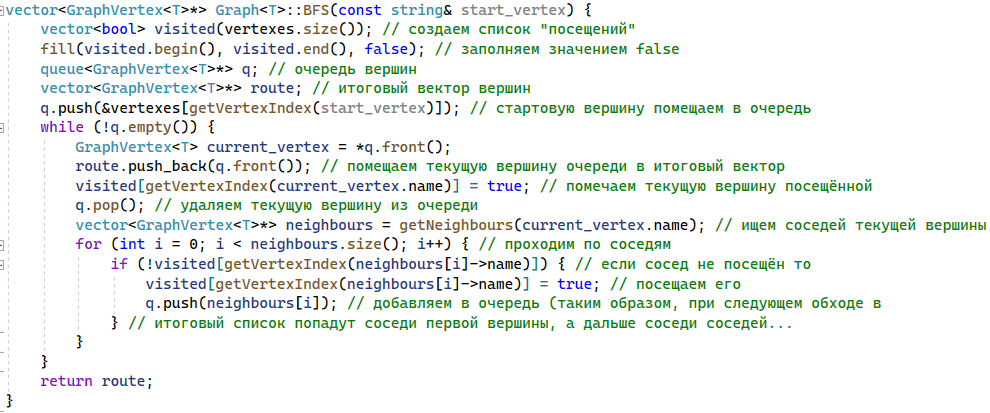 vector<GraphVertex<T>*> Graph<T>::BFS(const string& start_vertex) {
    vector<bool> visited(vertexes.size()); // создаем список "посещений"
    fill(visited.begin(), visited.end(), false); // заполняем значением false
    queue<GraphVertex<T>*> q; // очередь вершин
    vector<GraphVertex<T>*> route; // итоговый вектор вершин
    q.push(&vertexes[getVertexIndex(start_vertex)]); // стартовую вершину помещаем в очередь
    while (!q.empty()) {
        GraphVertex<T> current_vertex = *q.front();
        route.push_back(q.front()); // помещаем текущую вершину очереди в итоговый вектор
        visited[getVertexIndex(current_vertex.name)] = true; // помечаем текущую вершину посещённой
        q.pop(); // удаляем текущую вершину из очереди
        vector<GraphVertex<T>*> neighbours = getNeighbours(current_vertex.name); // ищем соседей текущей вершины
        for (int i = 0; i < neighbours.size(); i++) { // проходим по соседям
            if (!visited[getVertexIndex(neighbours[i]->name)]) { // если сосед не посещён то
                visited[getVertexIndex(neighbours[i]->name)] = true; // посещаем его
                q.push(neighbours[i]); // добавляем в очередь (таким образом, при следующем обходе в
            } // итоговый список попадут соседи первой вершины, а дальше соседи соседей...
        }
    }
    return route;
}